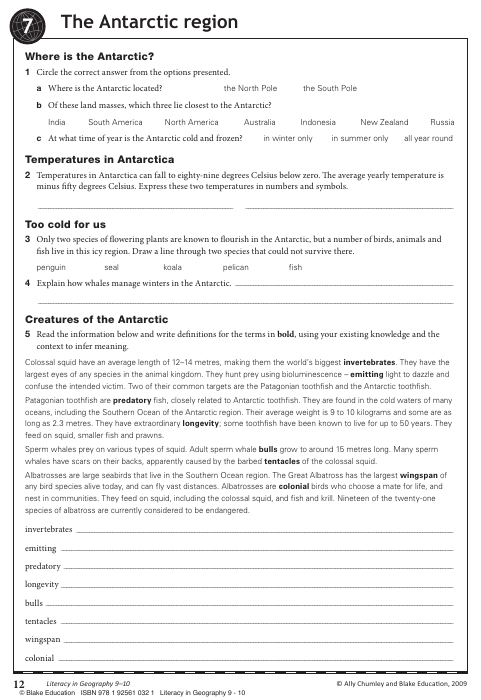 7 The Antarctic region
Where is the Antarctic?
1 Circle the correct answer from the options presented.
a Where is the Antarctic located? the North Pole the South Pole
b Of these land masses, which three lie closest to the Antarctic?
India South America North America Australia Indonesia New Zealand Russia
c At what time of year is the Antarctic cold and frozen? in winter only in summer only all year round
Temperatures in Antarctica
2 Temperatures in Antarctica can fall to eighty-nine degrees Celsius below zero. The average yearly temperature is
minus fifty degrees Celsius. Express these two temperatures in numbers and symbols.
Too cold for us
3 Only two species of flowering plants are known to flourish in the Antarctic, but a number of birds, animals and
fish live in this icy region. Draw a line through two species that could not survive there.
penguin seal koala pelican fish
4 Explain how whales manage winters in the Antarctic.
Creatures of the Antarctic
5 Read the information below and write definitions for the terms in bold, using your existing knowledge and the
context to infer meaning.
Colossal squid have an average length of 12–14 metres, making them the world's biggest invertebrates. They have the
largest eyes of any species in the animal kingdom. They hunt prey using bioluminescence – emitting light to dazzle and
confuse the intended victim. Two of their common targets are the Patagonian toothfish and the Antarctic toothfish.
Patagonian toothfish are predatory fish, closely related to Antarctic toothfish. They are found in the cold waters of many
oceans, including the Southern Ocean of the Antarctic region. Their average weight is 9 to 10 kilograms and some are as
long as 2.3 metres. They have extraordinary longevity; some toothfish have been known to live for up to 50 years. They
feed on squid, smaller fish and prawns.
Sperm whales prey on various types of squid. Adult sperm whale bulls grow to around 15 metres long. Many sperm
whales have scars on their backs, apparently caused by the barbed tentacles of the colossal squid.
Albatrosses are large seabirds that live in the Southern Ocean region. The Great Albatross has the largest wingspan of
any bird species alive today, and can fly vast distances. Albatrosses are colonial birds who choose a mate for life, and
nest in communities. They feed on squid, including the colossal squid, and fish and krill. Nineteen of the twenty-one
species of albatross are currently considered to be endangered.
invertebrates
emitting
predatory
longevity
bulls
tentacles
wingspan
colonial
12 Literacy in Geography 9–10 © Ally Chumley and Blake Education, 2009
© Blake Education ISBN 978 1 92561 032 1 Literacy in Geography 9 - 10